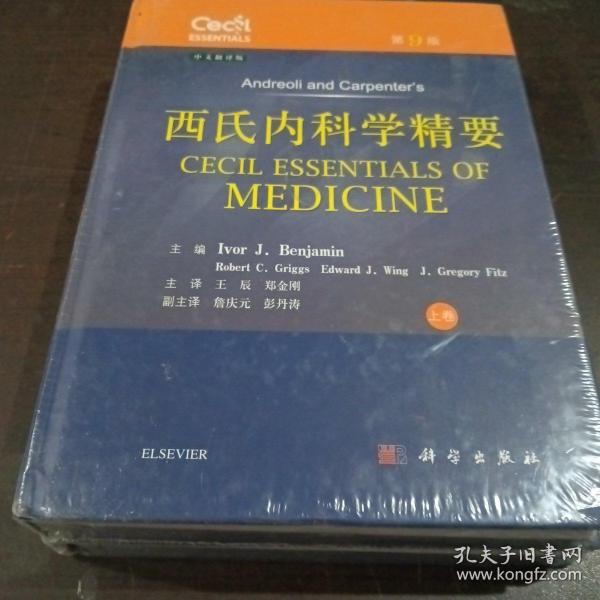 Cecil
ESSENTIALS
第9版
中文翻译版
Andreoli and Carpenter's
西氏内科学精要
CECIL ESSENTIALS OF
MEDICINE
主 编 Ivor J. Benjamin
Robert C. Griggs Edward J. Wing J. Gregory Fitz
主 译 王 辰 郑金刚
副主译 詹庆元 彭丹涛
上卷
ELSEVIER
科学出版社
孔夫子旧书网
www.kongfz.com